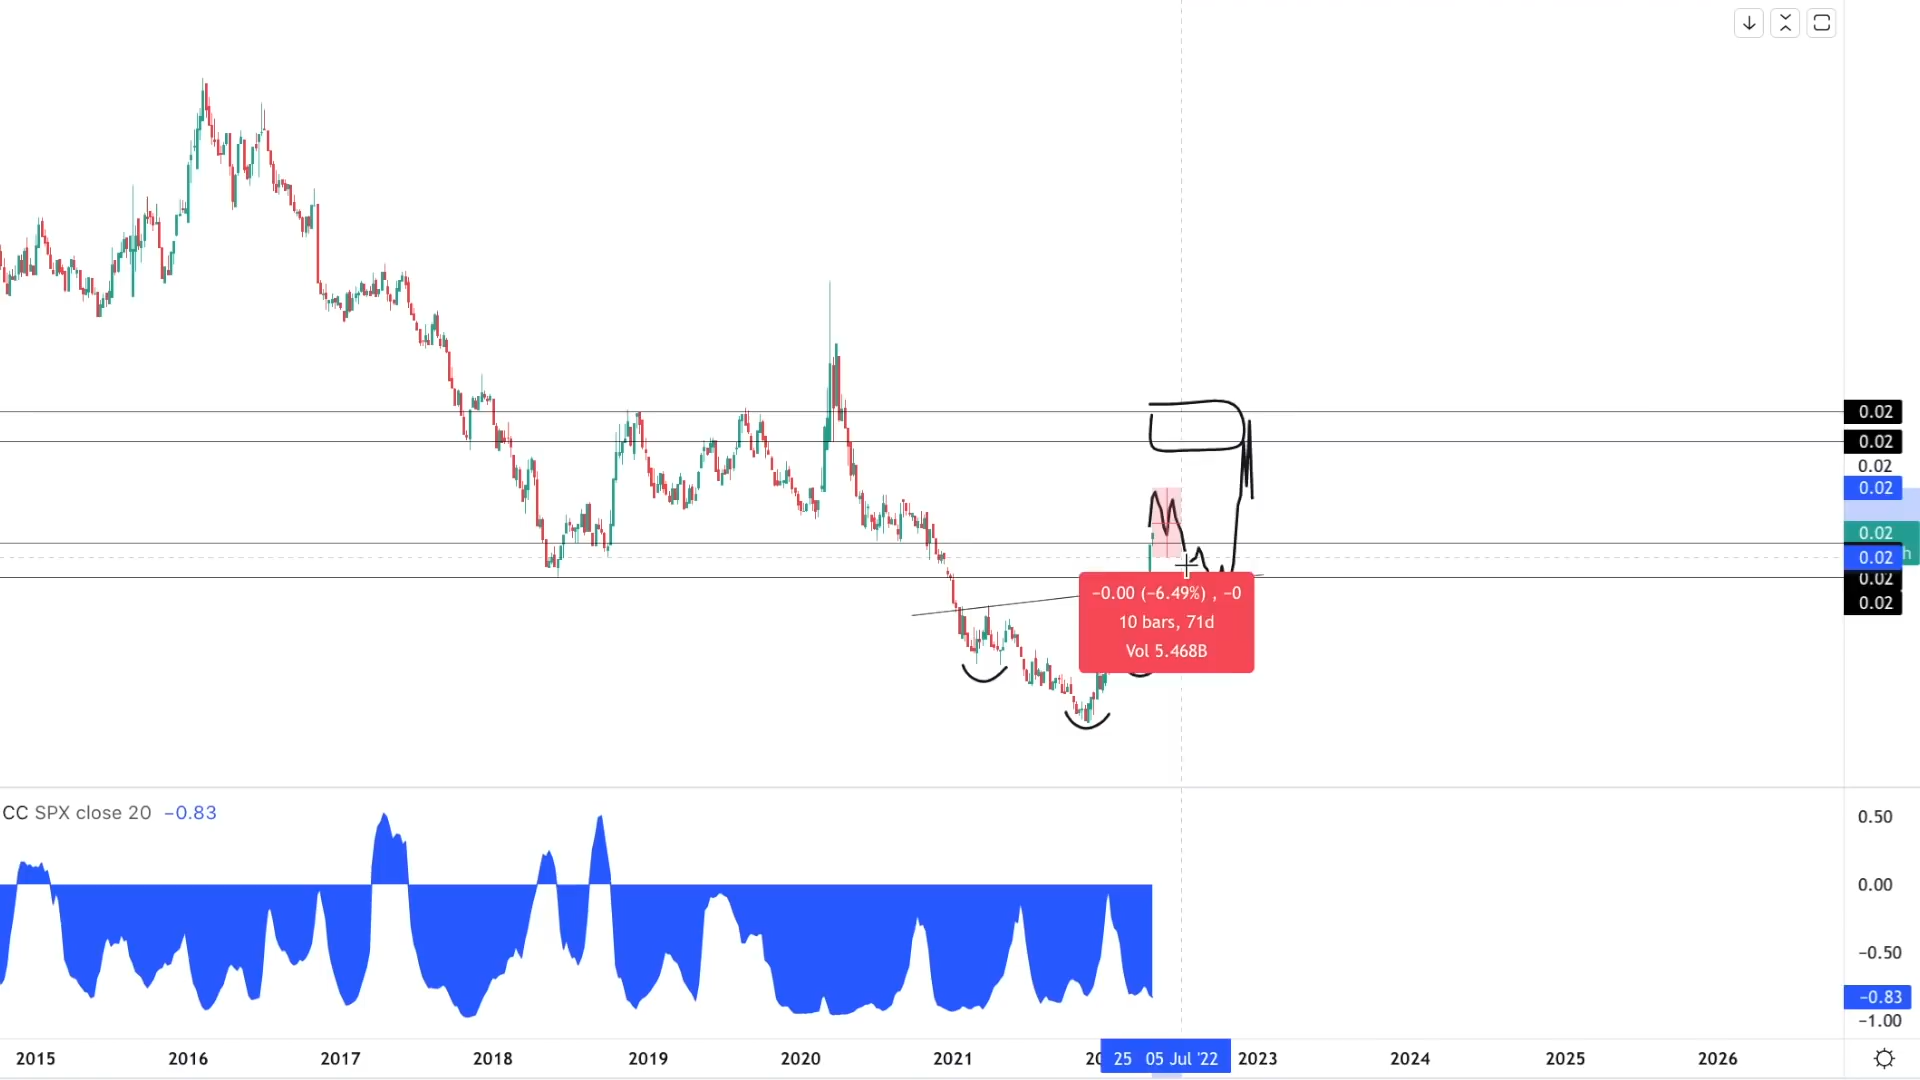 0.02
0.02
0.02
0.02
0.02
h
0.02
0.02
0.02
−0.00 (−6.49%) , −0
10 bars, 71d
Vol 5.468B
CC SPX close 20 −0.83
0.50
0.00
−0.50
−0.83
−1.00
2015 2016 2017 2018 2019 2020 2021 20 25 05 Jul '22 2023 2024 2025 2026